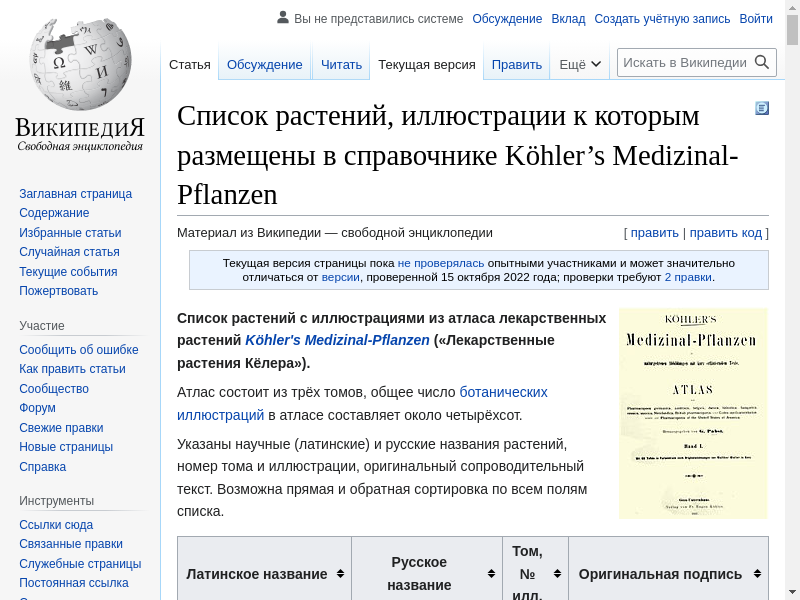 Вы не представились системе Обсуждение Вклад Создать учётную запись Войти
Статья Обсуждение Читать Текущая версия Править Ещё Искать в Википедии
ВикипедиЯ
Свободная энциклопедия
Заглавная страница
Содержание
Избранные статьи
Случайная статья
Текущие события
Пожертвовать
Участие
Сообщить об ошибке
Как править статьи
Сообщество
Форум
Свежие правки
Новые страницы
Справка
Инструменты
Ссылки сюда
Связанные правки
Служебные страницы
Постоянная ссылка
Список растений, иллюстрации к которым
размещены в справочнике Köhler’s Medizinal-
Pflanzen
Материал из Википедии — свободной энциклопедии [ править | править код ]
Текущая версия страницы пока не проверялась опытными участниками и может значительно
отличаться от версии, проверенной 15 октября 2022 года; проверки требуют 2 правки.
Список растений с иллюстрациями из атласа лекарственных
растений Köhler's Medizinal-Pflanzen («Лекарственные
растения Кёлера»).
Атлас состоит из трёх томов, общее число ботанических
иллюстраций в атласе составляет около четырёхсот.
Указаны научные (латинские) и русские названия растений,
номер тома и иллюстрации, оригинальный сопроводительный
текст. Возможна прямая и обратная сортировка по всем полям
списка.
KÖHLER'S
Medizinal-Pflanzen
ATLAS
G. Pabst.
Band I.
Латинское название
Русское
название
Том,
№
илл.
Оригинальная подпись